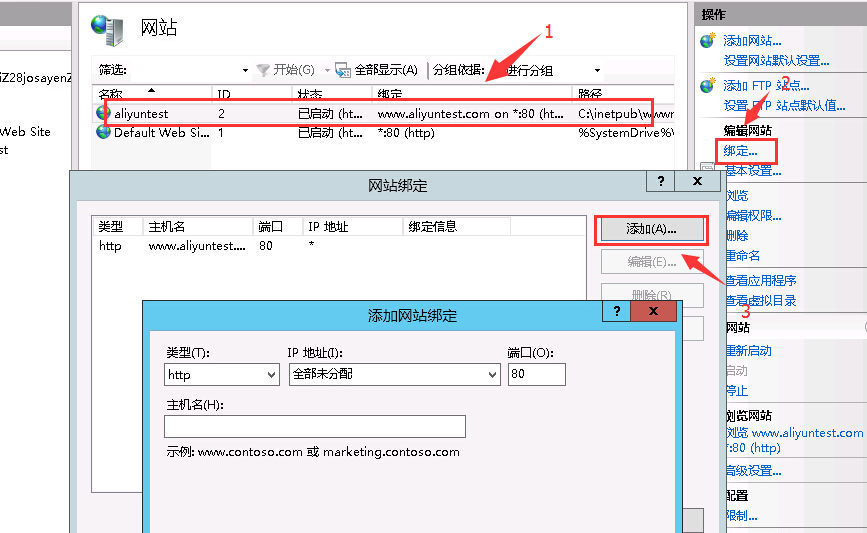 网站
筛选:
开始(G)
全部显示(A)
分组依据:
进行分组
1
名称
ID
状态
绑定
路径
aliyuntest
2
已启动 (ht...
www.aliyuntest.com on *:80 (ht...
C:\inetpub\www
Default Web Si...
1
已启动 (ht...
*:80 (http)
%SystemDrive%\
iZ28josayenZ
Web Site
st
网站绑定
?
x
类型
主机名
端口
IP 地址
绑定信息
http
www.aliyuntest....
80
*
添加(A)...
编辑(E)...
删除(R)
添加网站绑定
?
x
类型(T):
IP 地址(I):
端口(O):
http
全部未分配
80
主机名(H):
示例: www.contoso.com 或 marketing.contoso.com
操作
添加网站...
设置网站默认设置...
添加 FTP 站点...
2
设置 FTP 站点默认值...
编辑网站
绑定...
基本设置...
浏览
编辑权限...
删除
重命名
查看应用程序
查看虚拟目录
3
网站
重新启动
启动
停止
浏览网站
浏览 www.aliyuntest.com
*:80 (http)
高级设置...
配置
限制...